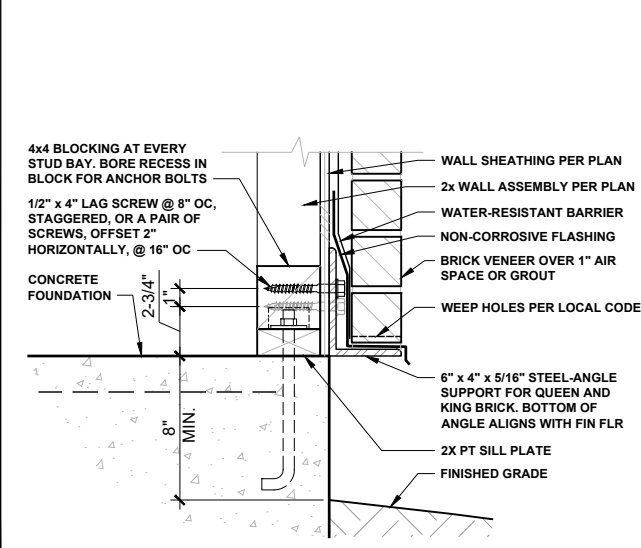 4x4 BLOCKING AT EVERY
STUD BAY. BORE RECESS IN
BLOCK FOR ANCHOR BOLTS
1/2" x 4" LAG SCREW @ 8" OC,
STAGGERED, OR A PAIR OF
SCREWS, OFFSET 2"
HORIZONTALLY, @ 16" OC
CONCRETE
FOUNDATION
2-3/4"
1"
8"
MIN.
WALL SHEATHING PER PLAN
2x WALL ASSEMBLY PER PLAN
WATER-RESISTANT BARRIER
NON-CORROSIVE FLASHING
BRICK VENEER OVER 1" AIR
SPACE OR GROUT
WEEP HOLES PER LOCAL CODE
6" x 4" x 5/16" STEEL-ANGLE
SUPPORT FOR QUEEN AND
KING BRICK. BOTTOM OF
ANGLE ALIGNS WITH FIN FLR
2X PT SILL PLATE
FINISHED GRADE